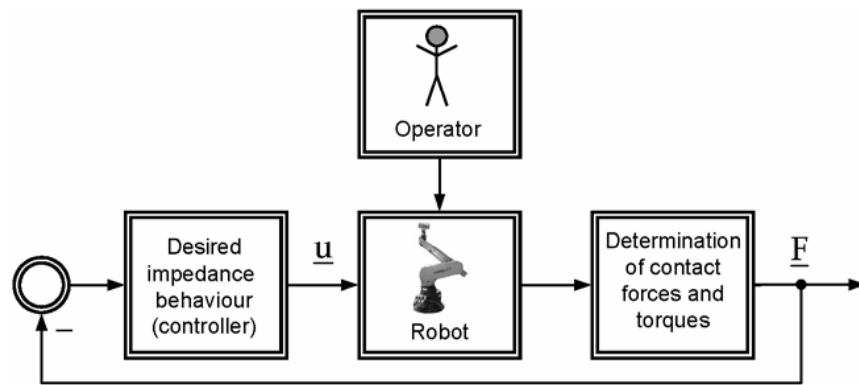 Operator
Desired
impedance
behaviour
(controller)
u
Robot
Determination
of contact
forces and
torques
F
–